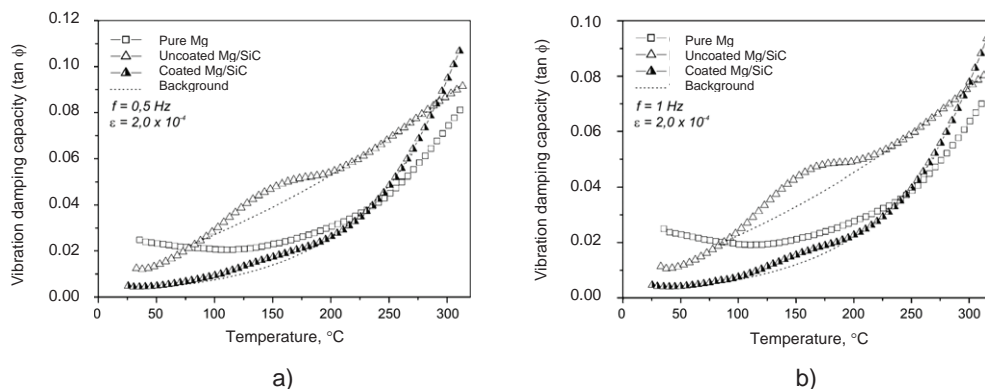 0.12
0.10
0.08
0.06
0.04
0.02
0.00
Vibration damping capacity (tan ϕ)
Pure Mg
Uncoated Mg/SiC
Coated Mg/SiC
Background
f = 0,5 Hz
ε = 2,0 x 10⁻⁴
0 50 100 150 200 250 300
Temperature, °C
a)
0.10
0.08
0.06
0.04
0.02
0.00
Vibration damping capacity (tan ϕ)
Pure Mg
Uncoated Mg/SiC
Coated Mg/SiC
Background
f = 1 Hz
ε = 2,0 x 10⁻⁴
0 50 100 150 200 250 300
Temperature, °C
b)